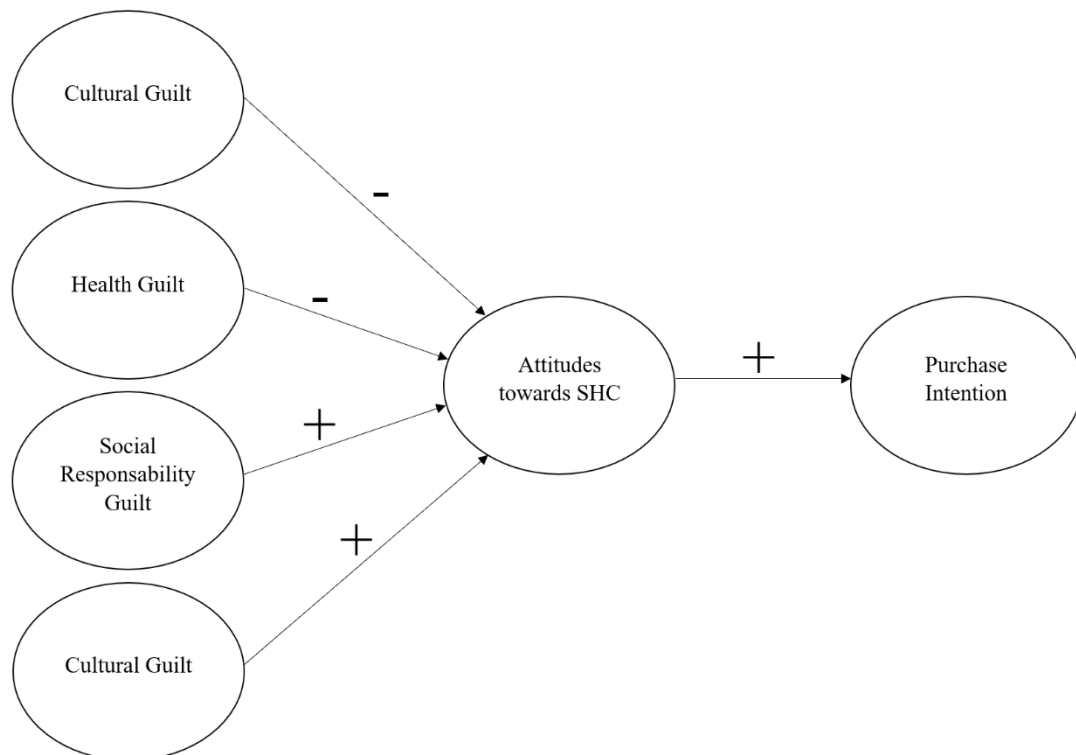 Cultural Guilt
-
Health Guilt
-
Social
Responsability
Guilt
+
Cultural Guilt
+
Attitudes
towards SHC
+
Purchase
Intention